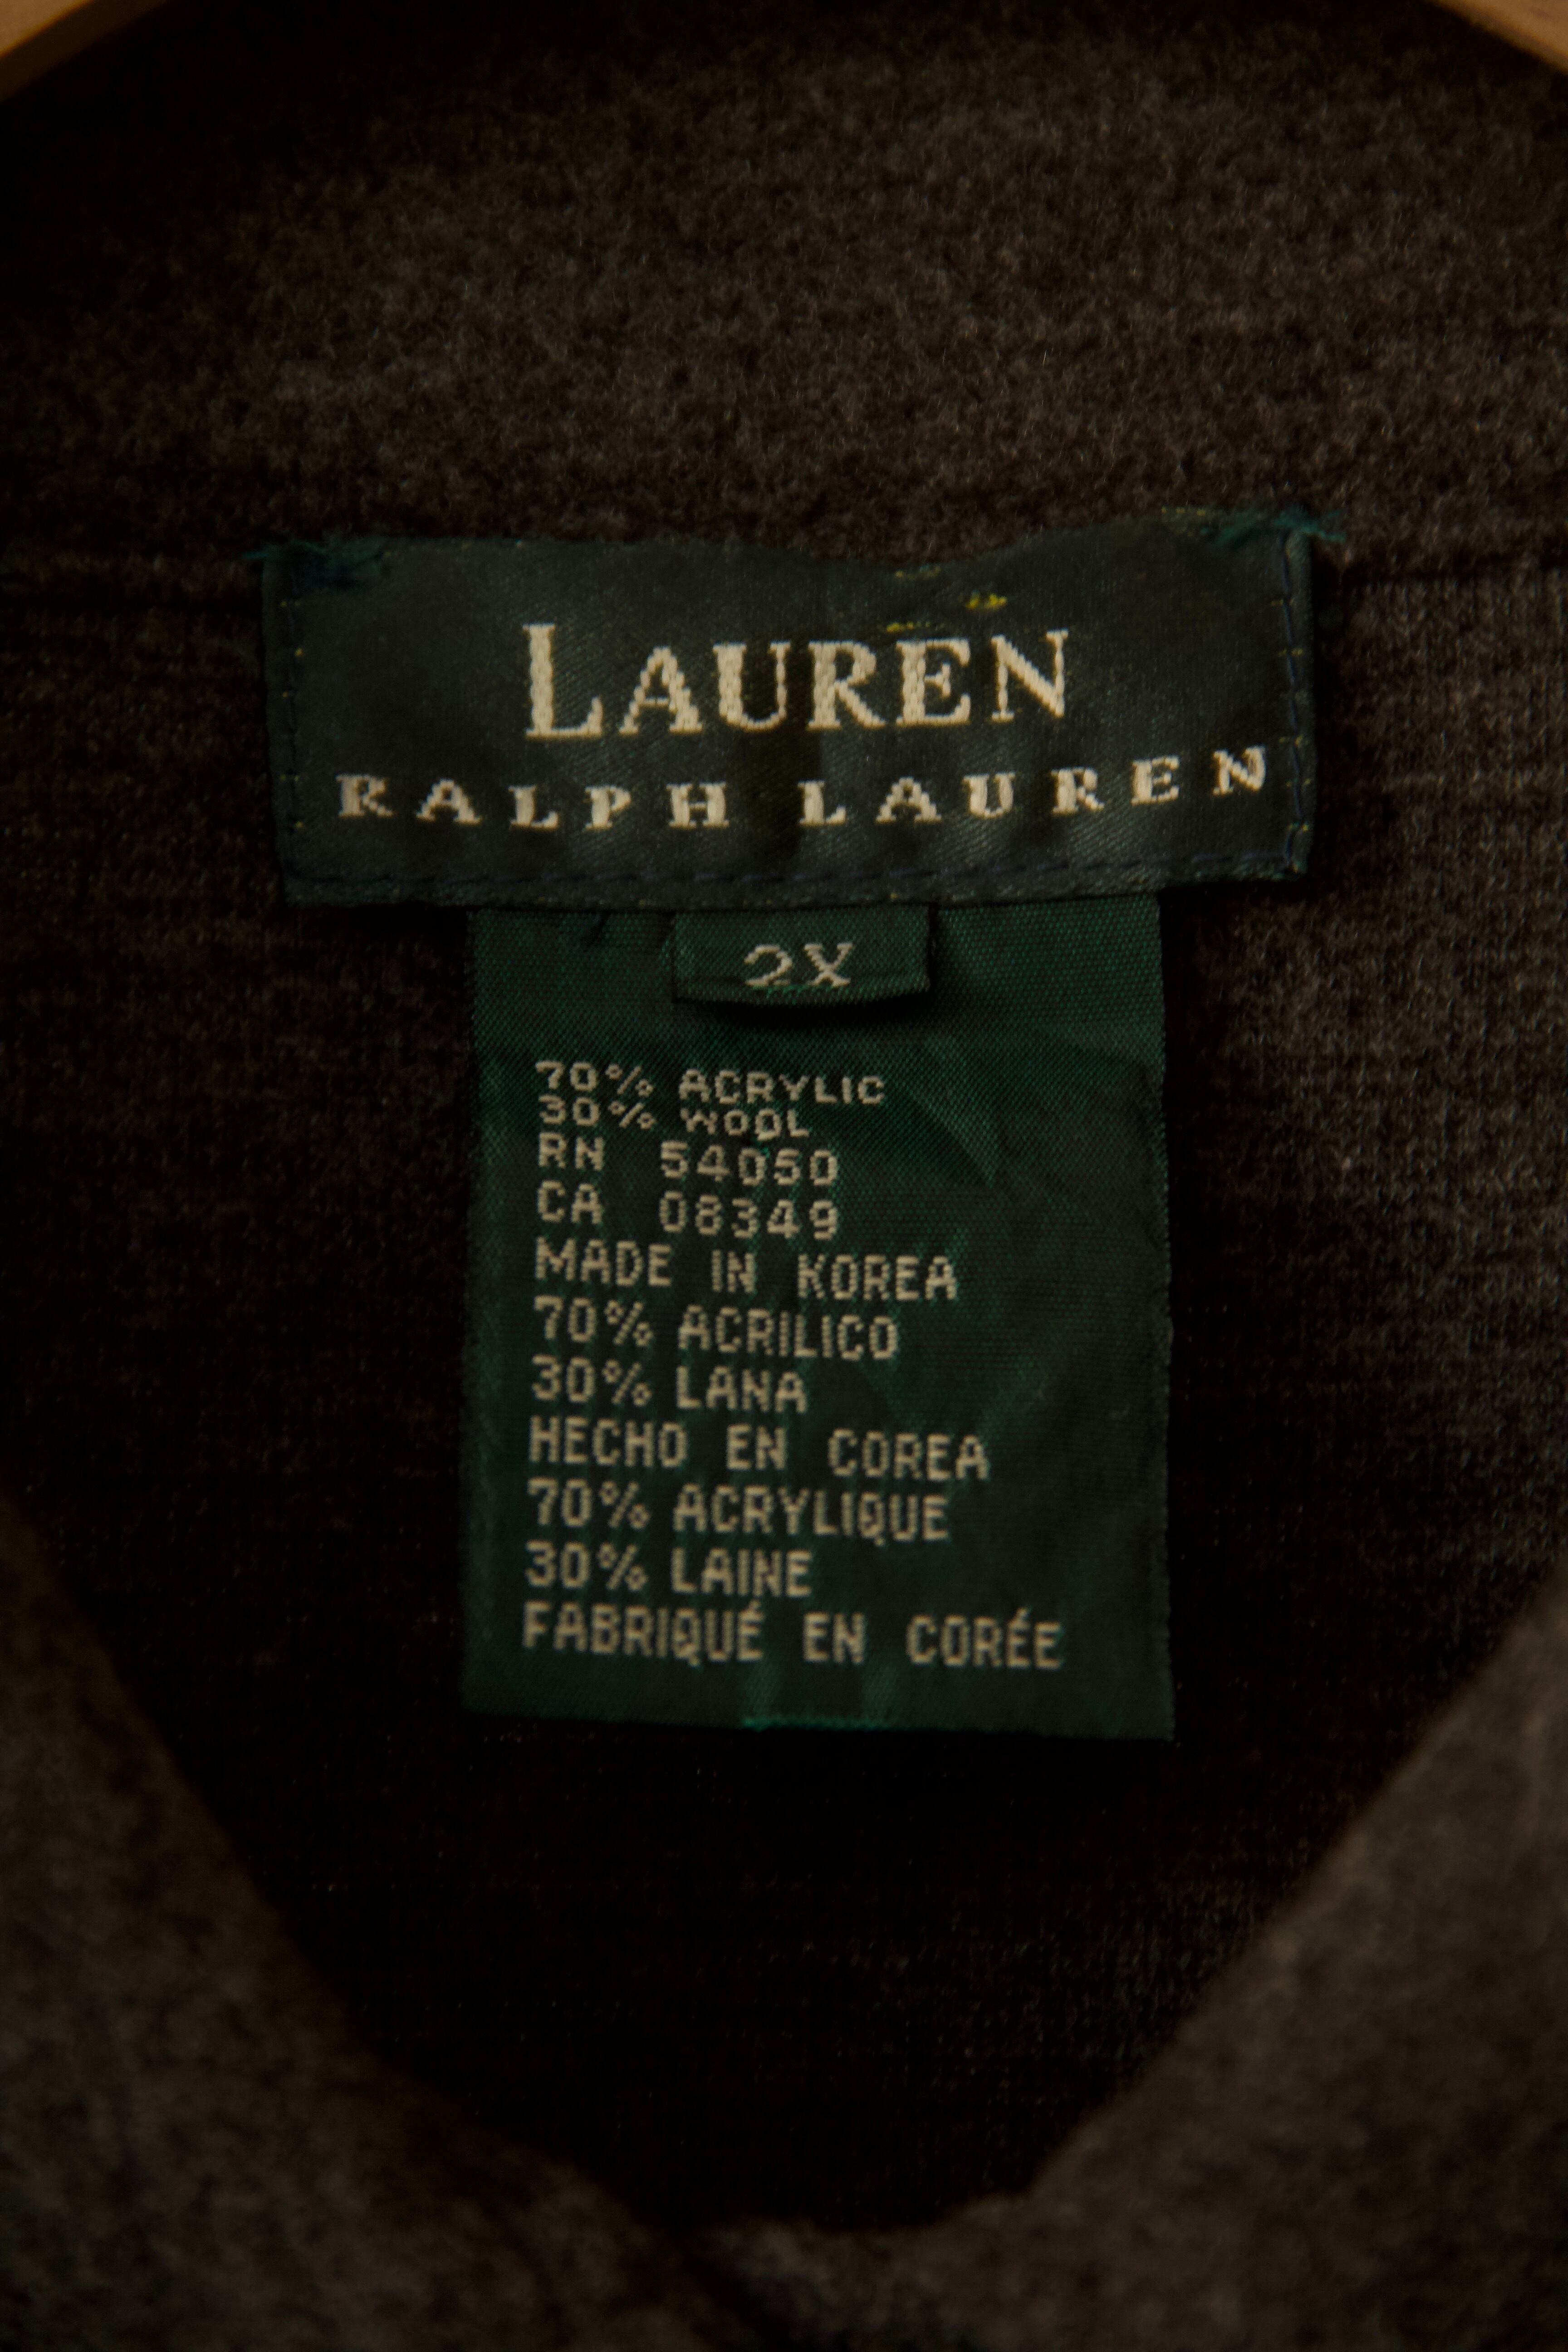 LAUREN
RALPH LAUREN
2X
70% ACRYLIC
30% WOOL
RN 54050
CA 08349
MADE IN KOREA
70% ACRILICO
30% LANA
HECHO EN COREA
70% ACRYLIQUE
30% LAINE
FABRIQUÉ EN CORÉE